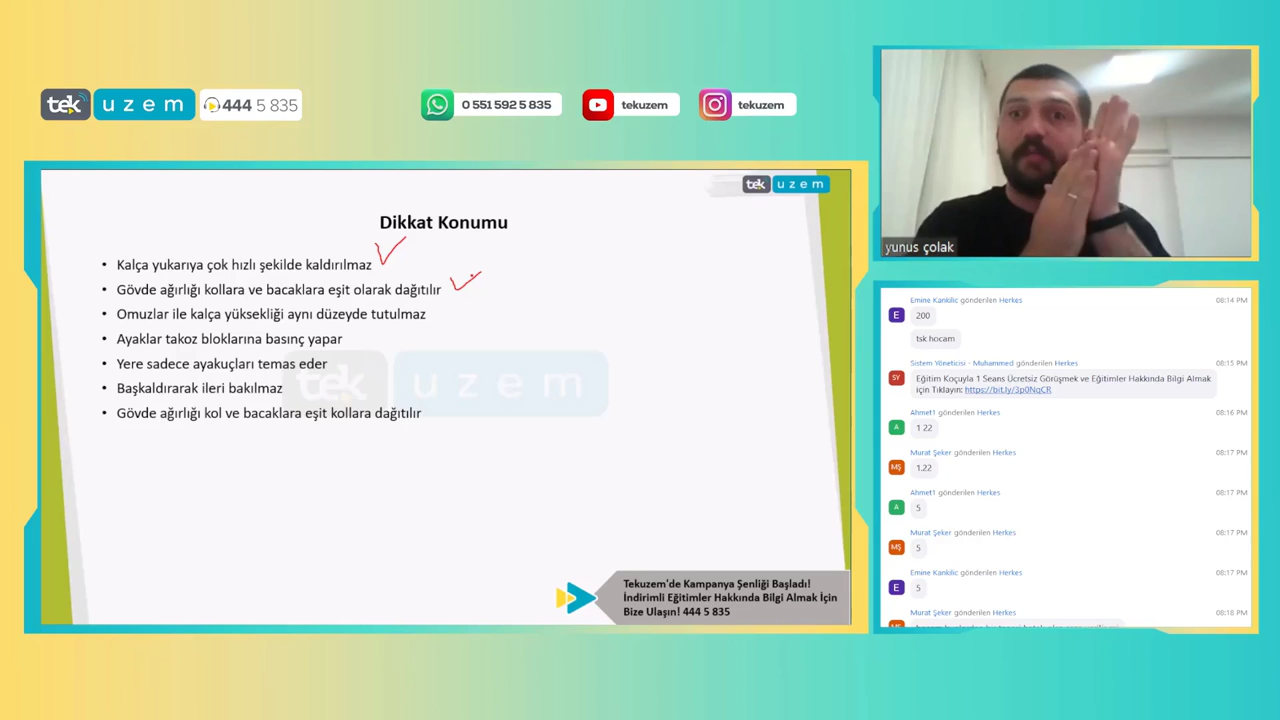 tek uzem 444 5 835
0 551 592 5 835
tekuzem
tekuzem
tek uzem
Dikkat Konumu
• Kalça yukarıya çok hızlı şekilde kaldırılmaz
• Gövde ağırlığı kollara ve bacaklara eşit olarak dağıtılır
• Omuzlar ile kalça yüksekliği aynı düzeyde tutulmaz
• Ayaklar takoz bloklarına basınç yapar
• Yere sadece ayakuçları temas eder
• Başkaldırarak ileri bakılmaz
• Gövde ağırlığı kol ve bacaklara eşit kollara dağıtılır
tek uzem
Tekuzem'de Kampanya Şenliği Başladı!
İndirimli Eğitimler Hakkında Bilgi Almak İçin
Bize Ulaşın! 444 5 835
yunus çolak
Emine Kankilic gönderilen Herkes 08:14 PM
E 200
tsk hocam
Sistem Yöneticisi - Muhammed gönderilen Herkes 08:15 PM
SY Eğitim Koçuyla 1 Seans Ücretsiz Görüşmek ve Eğitimler Hakkında Bilgi Almak
için Tıklayın: https://bit.ly/3p0NqCR
Ahmet1 gönderilen Herkes 08:16 PM
A 1 22
Murat Şeker gönderilen Herkes 08:17 PM
MŞ 1.22
Ahmet1 gönderilen Herkes 08:17 PM
A 5
Murat Şeker gönderilen Herkes 08:17 PM
MŞ 5
Emine Kankilic gönderilen Herkes 08:17 PM
E 5
Murat Şeker gönderilen Herkes 08:18 PM